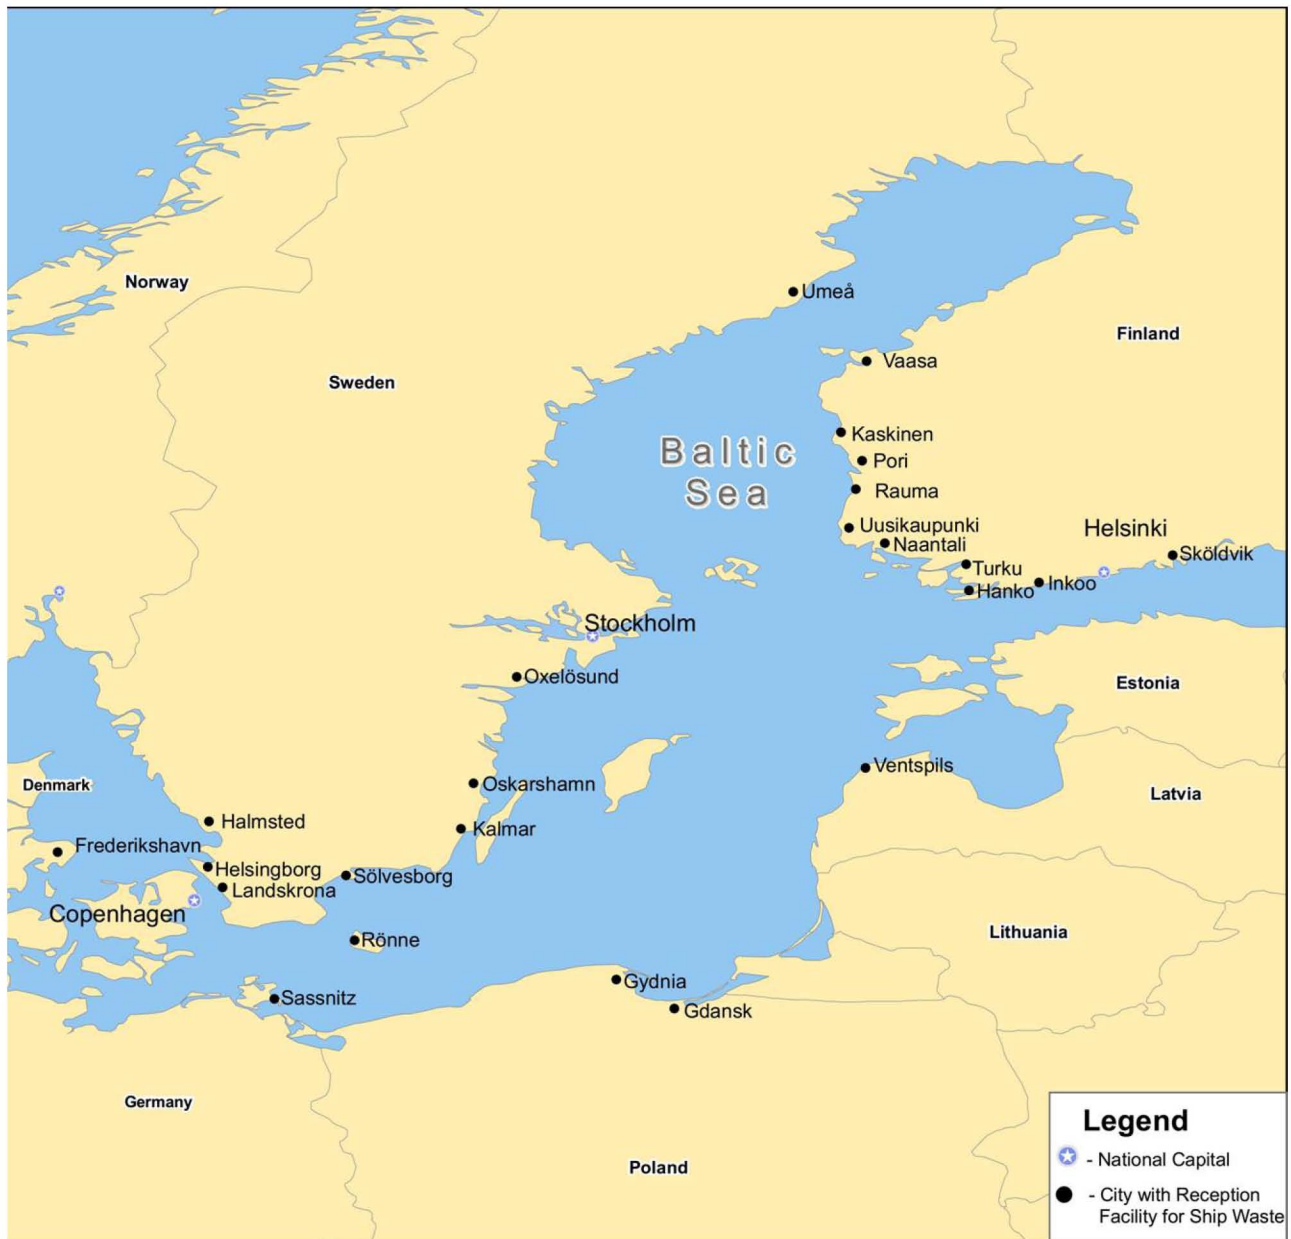 Norway
Umeå
Finland
Vaasa
Sweden
Kaskinen
Baltic
Sea
Pori
Rauma
Uusikaupunki
Naantali
Helsinki
Sköldvik
Turku
Hanko
Inkoo
Stockholm
Oxelösund
Estonia
Ventspils
Denmark
Oskarshamn
Latvia
Halmsted
Kalmar
Frederikshavn
Helsingborg
Landskrona
Sölvesborg
Copenhagen
Lithuania
Rönne
Gydnia
Sassnitz
Gdansk
Germany
Poland
Legend
- National Capital
- City with Reception
Facility for Ship Waste